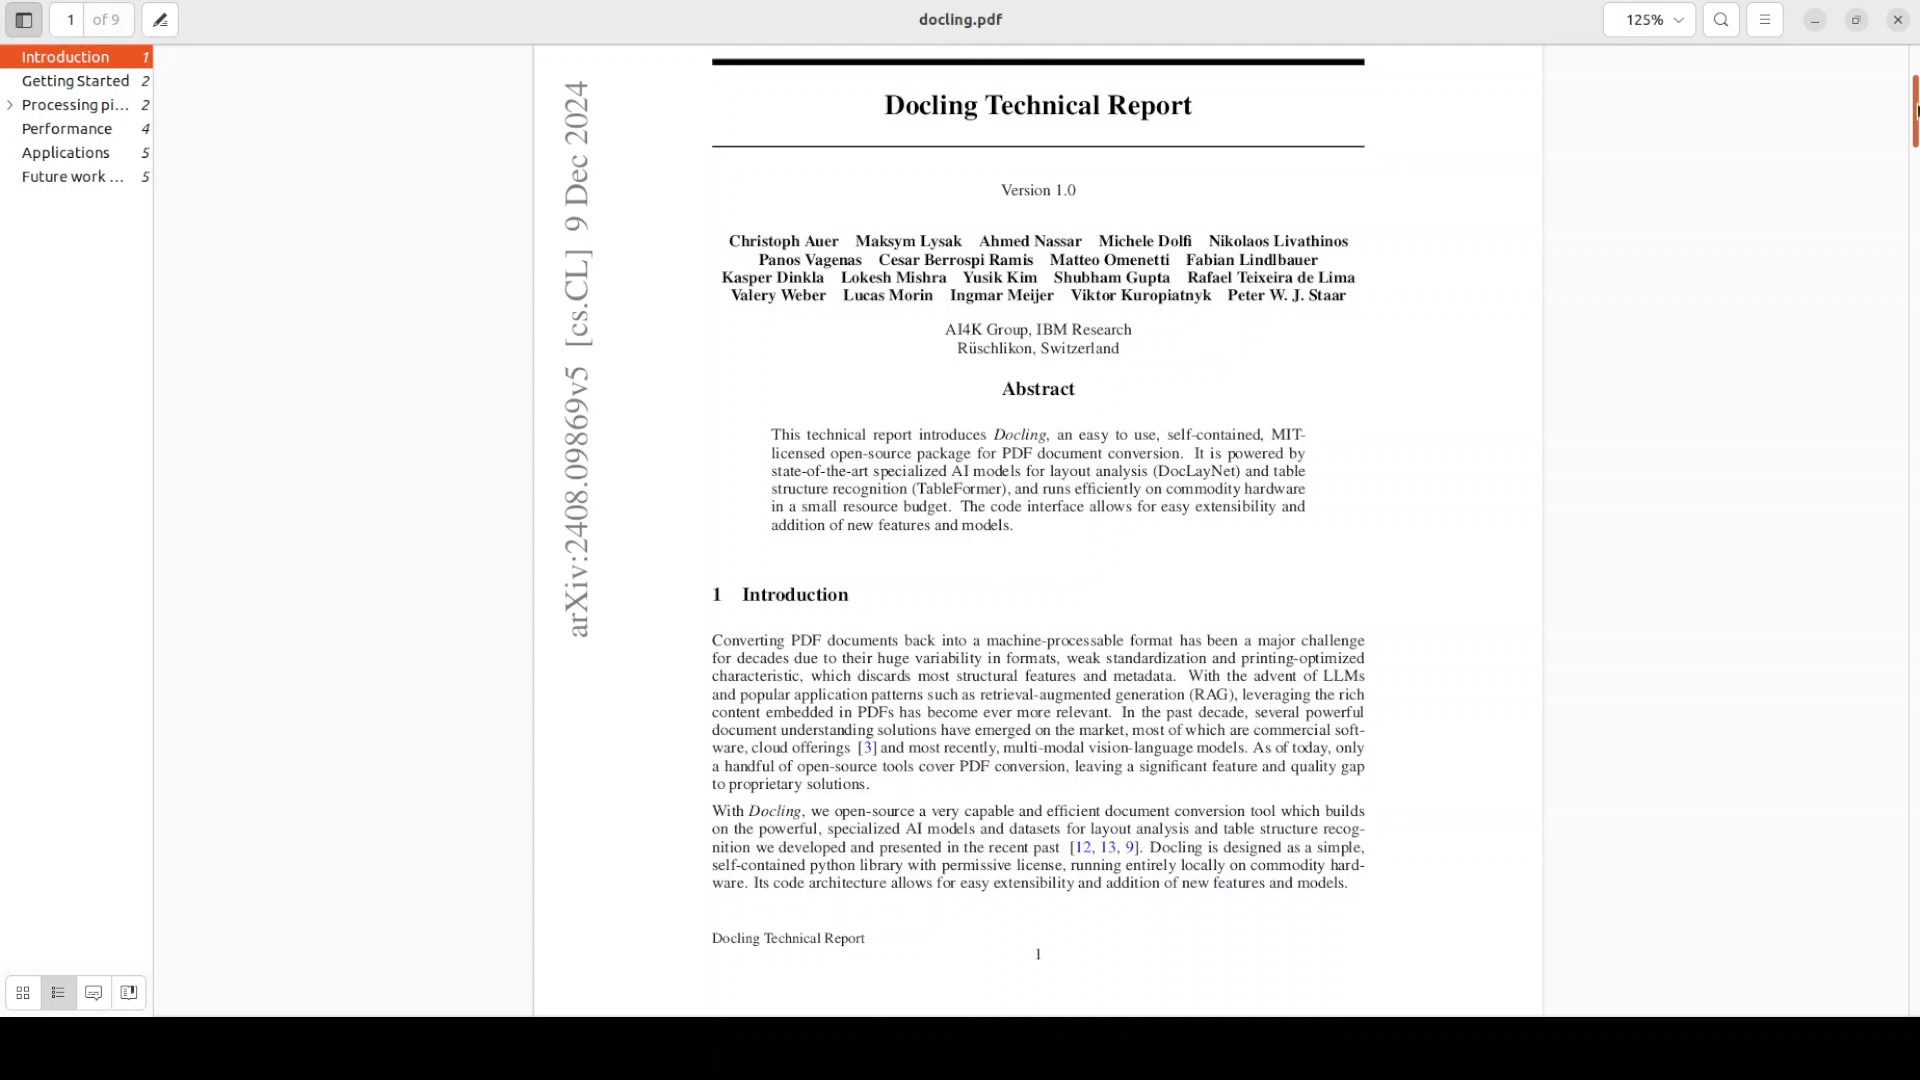 1 of 9
docling.pdf
125%
Introduction 1
Getting Started 2
Processing pi... 2
Performance 4
Applications 5
Future work ... 5
arXiv:2408.09869v5 [cs.CL] 9 Dec 2024
Docling Technical Report
Version 1.0
Christoph Auer Maksym Lysak Ahmed Nassar Michele Dolfi Nikolaos Livathinos
Panos Vagenas Cesar Berrospi Ramis Matteo Omenetti Fabian Lindlbauer
Kasper Dinkla Lokesh Mishra Yusik Kim Shubham Gupta Rafael Teixeira de Lima
Valery Weber Lucas Morin Ingmar Meijer Viktor Kuropiatnyk Peter W. J. Staar
AI4K Group, IBM Research
Rüschlikon, Switzerland
Abstract
This technical report introduces Docling, an easy to use, self-contained, MIT-
licensed open-source package for PDF document conversion. It is powered by
state-of-the-art specialized AI models for layout analysis (DocLayNet) and table
structure recognition (TableFormer), and runs efficiently on commodity hardware
in a small resource budget. The code interface allows for easy extensibility and
addition of new features and models.
1 Introduction
Converting PDF documents back into a machine-processable format has been a major challenge
for decades due to their huge variability in formats, weak standardization and printing-optimized
characteristic, which discards most structural features and metadata. With the advent of LLMs
and popular application patterns such as retrieval-augmented generation (RAG), leveraging the rich
content embedded in PDFs has become ever more relevant. In the past decade, several powerful
document understanding solutions have emerged on the market, most of which are commercial soft-
ware, cloud offerings [3] and most recently, multi-modal vision-language models. As of today, only
a handful of open-source tools cover PDF conversion, leaving a significant feature and quality gap
to proprietary solutions.
With Docling, we open-source a very capable and efficient document conversion tool which builds
on the powerful, specialized AI models and datasets for layout analysis and table structure recog-
nition we developed and presented in the recent past [12, 13, 9]. Docling is designed as a simple,
self-contained python library with permissive license, running entirely locally on commodity hard-
ware. Its code architecture allows for easy extensibility and addition of new features and models.
Docling Technical Report
1